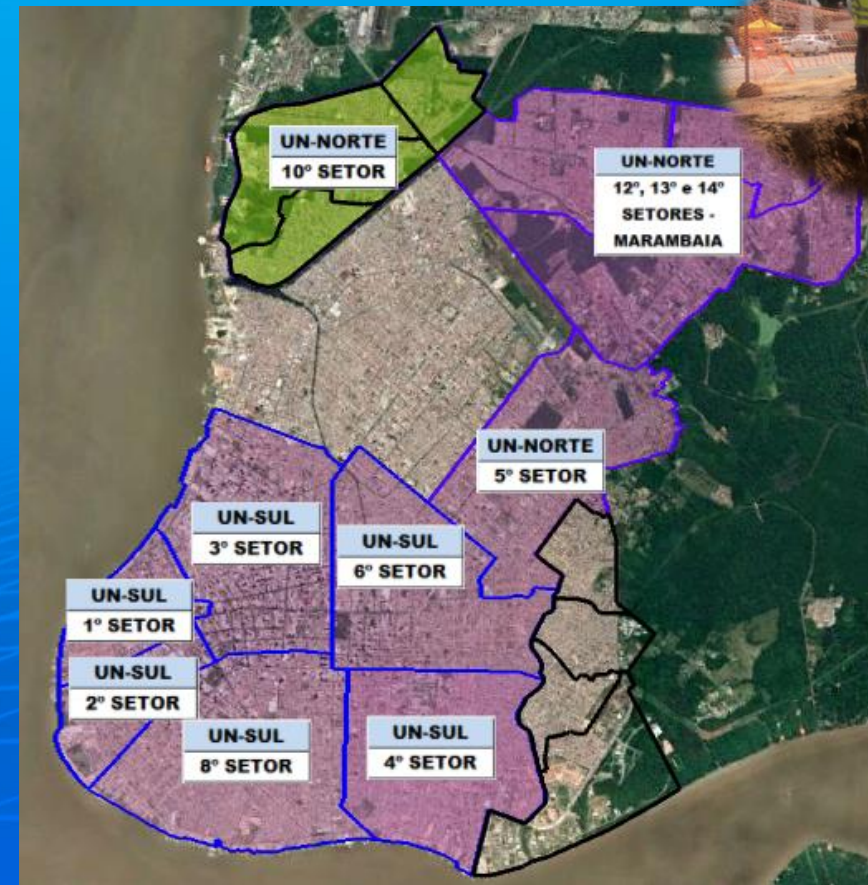 UN-NORTE
10º SETOR
UN-NORTE
12º, 13º e 14º
SETORES -
MARAMBAIA
UN-NORTE
5º SETOR
UN-SUL
3º SETOR
UN-SUL
6º SETOR
UN-SUL
1º SETOR
UN-SUL
2º SETOR
UN-SUL
8º SETOR
UN-SUL
4º SETOR